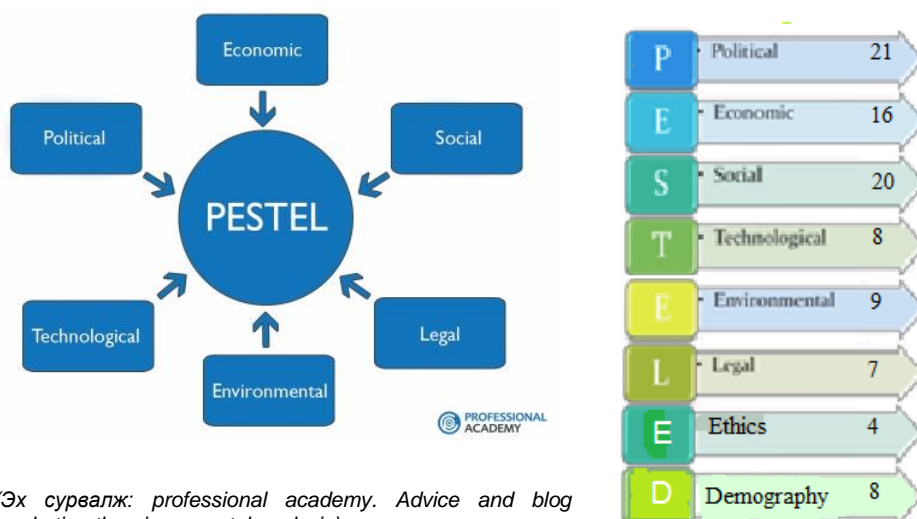 Economic
Political
Social
PESTEL
Technological
Legal
Environmental
PROFESSIONAL
ACADEMY
P Political 21
E Economic 16
S Social 20
T Technological 8
E Environmental 9
L Legal 7
E Ethics 4
D Demography 8
(Эх сурвалж: professional academy. Advice and blog